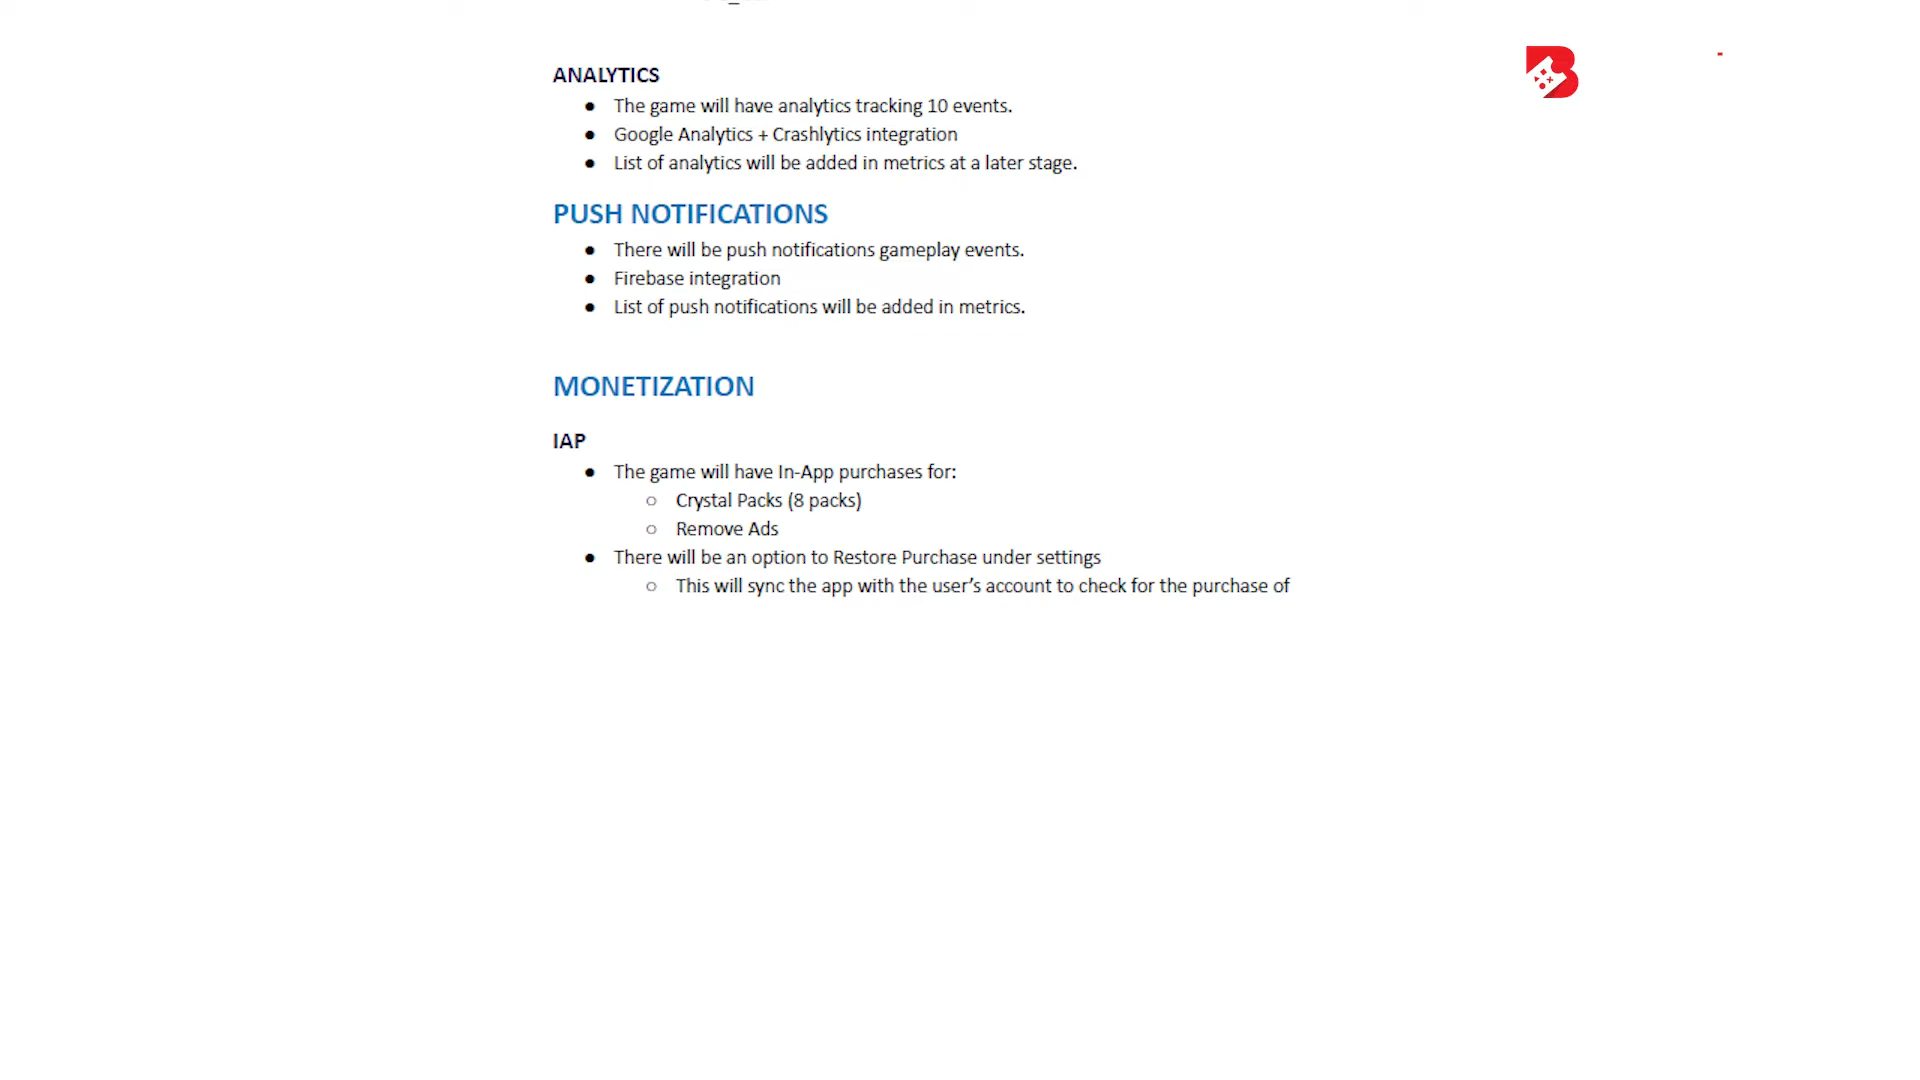 ANALYTICS
● The game will have analytics tracking 10 events.
● Google Analytics + Crashlytics integration
● List of analytics will be added in metrics at a later stage.
PUSH NOTIFICATIONS
● There will be push notifications gameplay events.
● Firebase integration
● List of push notifications will be added in metrics.
MONETIZATION
IAP
● The game will have In-App purchases for:
○ Crystal Packs (8 packs)
○ Remove Ads
● There will be an option to Restore Purchase under settings
○ This will sync the app with the user’s account to check for the purchase of